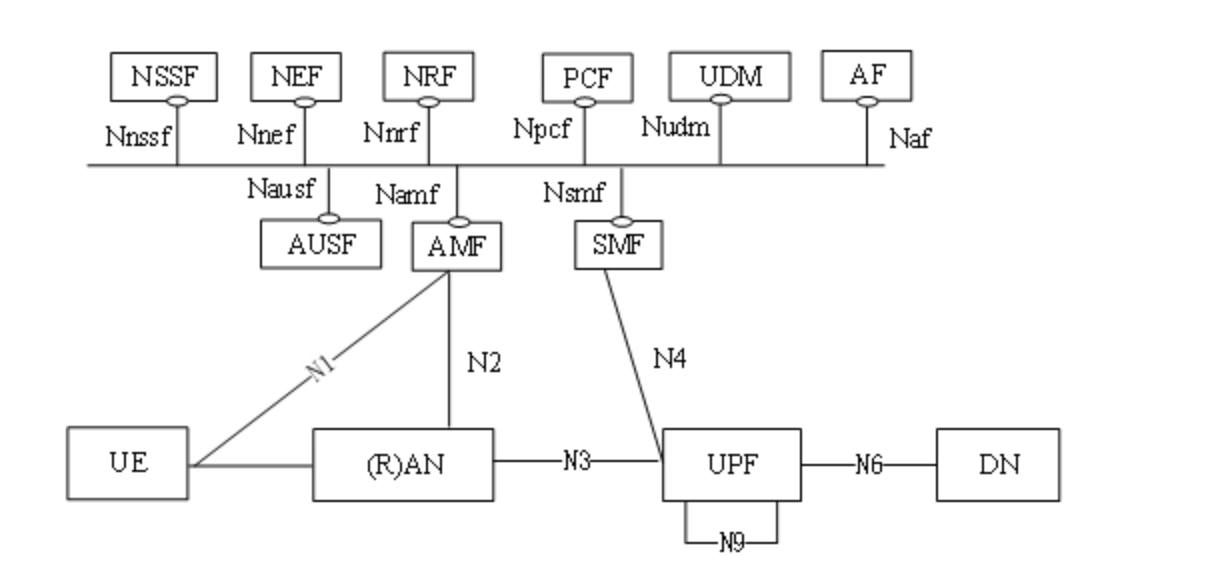 NSSF NEF NRF PCF UDM AF
Nnssf Nnef Nnrf Npcf Nudm Naf
Nausf Namf Nsmf
AUSF AMF SMF
N1 N2 N4
UE (R)AN N3 UPF N6 DN
N9